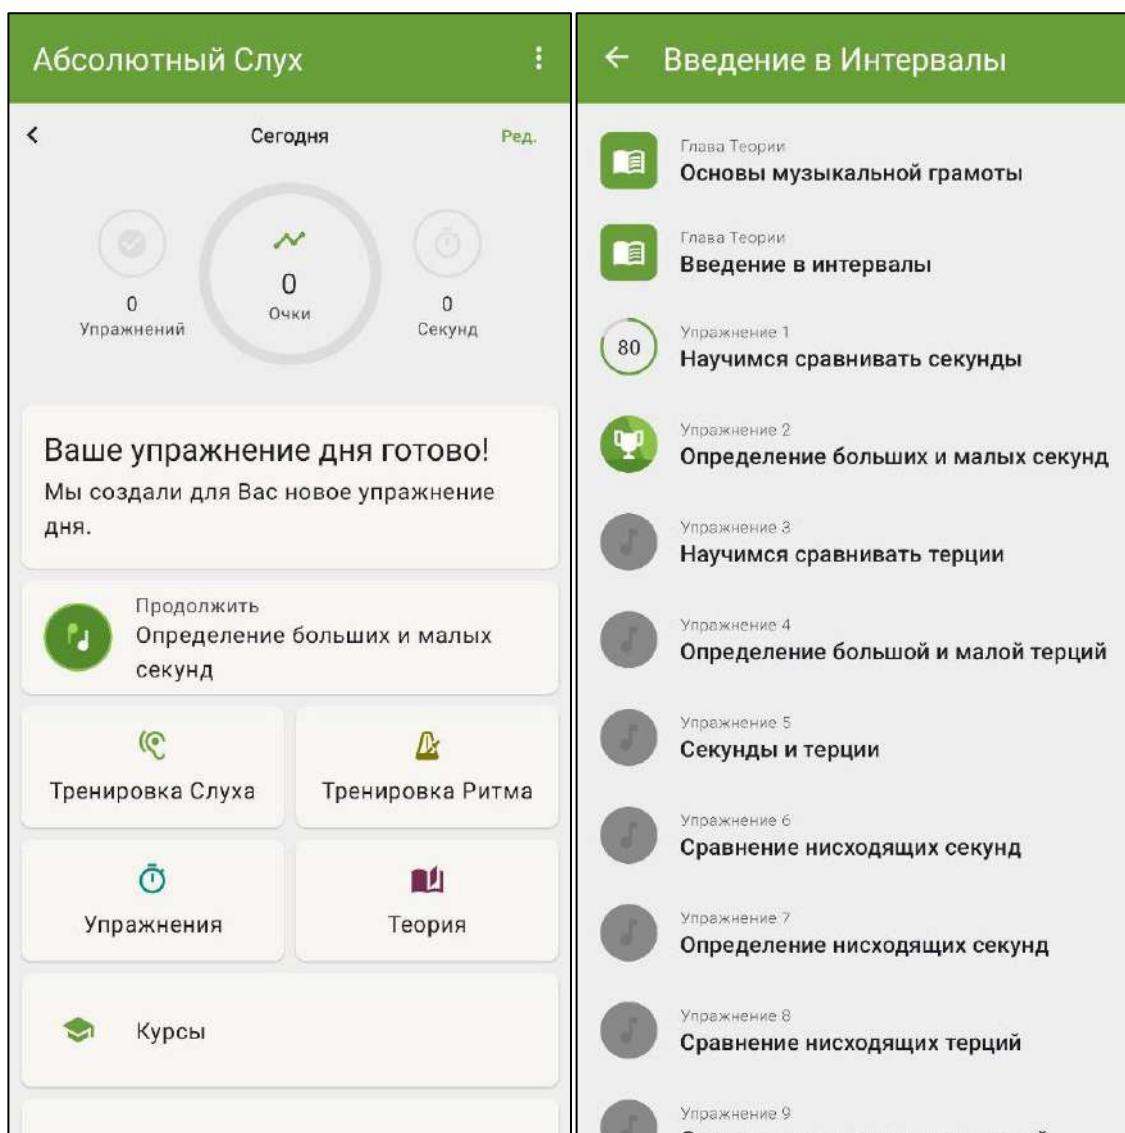 Абсолютный Слух
Сегодня
Ред.
0
Упражнений
0
Очки
0
Секунд
Ваше упражнение дня готово!
Мы создали для Вас новое упражнение
дня.
Продолжить
Определение больших и малых
секунд
Тренировка Слуха
Тренировка Ритма
Упражнения
Теория
Курсы
Введение в Интервалы
Глава Теории
Основы музыкальной грамоты
Глава Теории
Введение в интервалы
80
Упражнение 1
Научимся сравнивать секунды
Упражнение 2
Определение больших и малых секунд
Упражнение 3
Научимся сравнивать терции
Упражнение 4
Определение большой и малой терций
Упражнение 5
Секунды и терции
Упражнение 6
Сравнение нисходящих секунд
Упражнение 7
Определение нисходящих секунд
Упражнение 8
Сравнение нисходящих терций
Упражнение 9